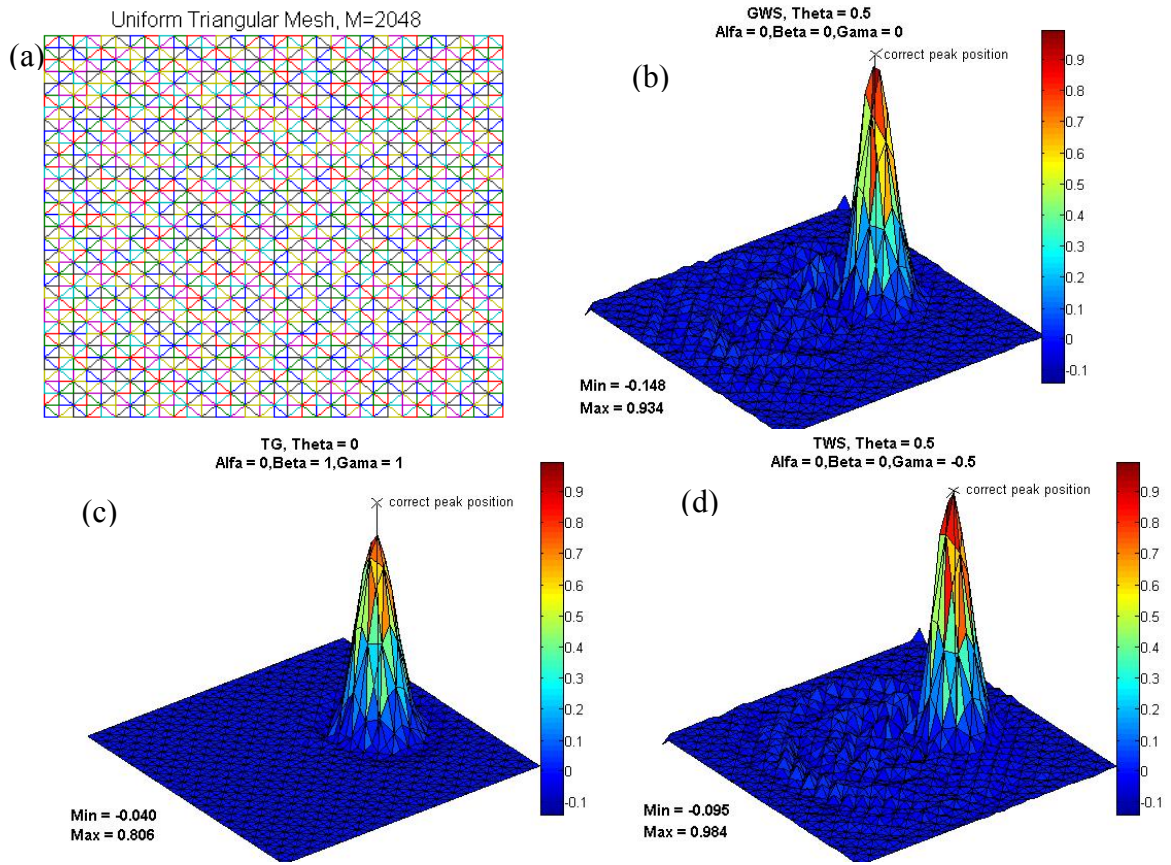 Uniform Triangular Mesh, M=2048
(a)
GWS, Theta = 0.5
Alfa = 0,Beta = 0,Gama = 0
(b)
correct peak position
0.9
0.8
0.7
0.6
0.5
0.4
0.3
0.2
0.1
0
-0.1
Min = -0.148
Max = 0.934
TG, Theta = 0
Alfa = 0,Beta = 1,Gama = 1
(c)
correct peak position
0.9
0.8
0.7
0.6
0.5
0.4
0.3
0.2
0.1
0
-0.1
Min = -0.040
Max = 0.806
TWS, Theta = 0.5
Alfa = 0,Beta = 0,Gama = -0.5
(d)
correct peak position
0.9
0.8
0.7
0.6
0.5
0.4
0.3
0.2
0.1
0
-0.1
Min = -0.095
Max = 0.984